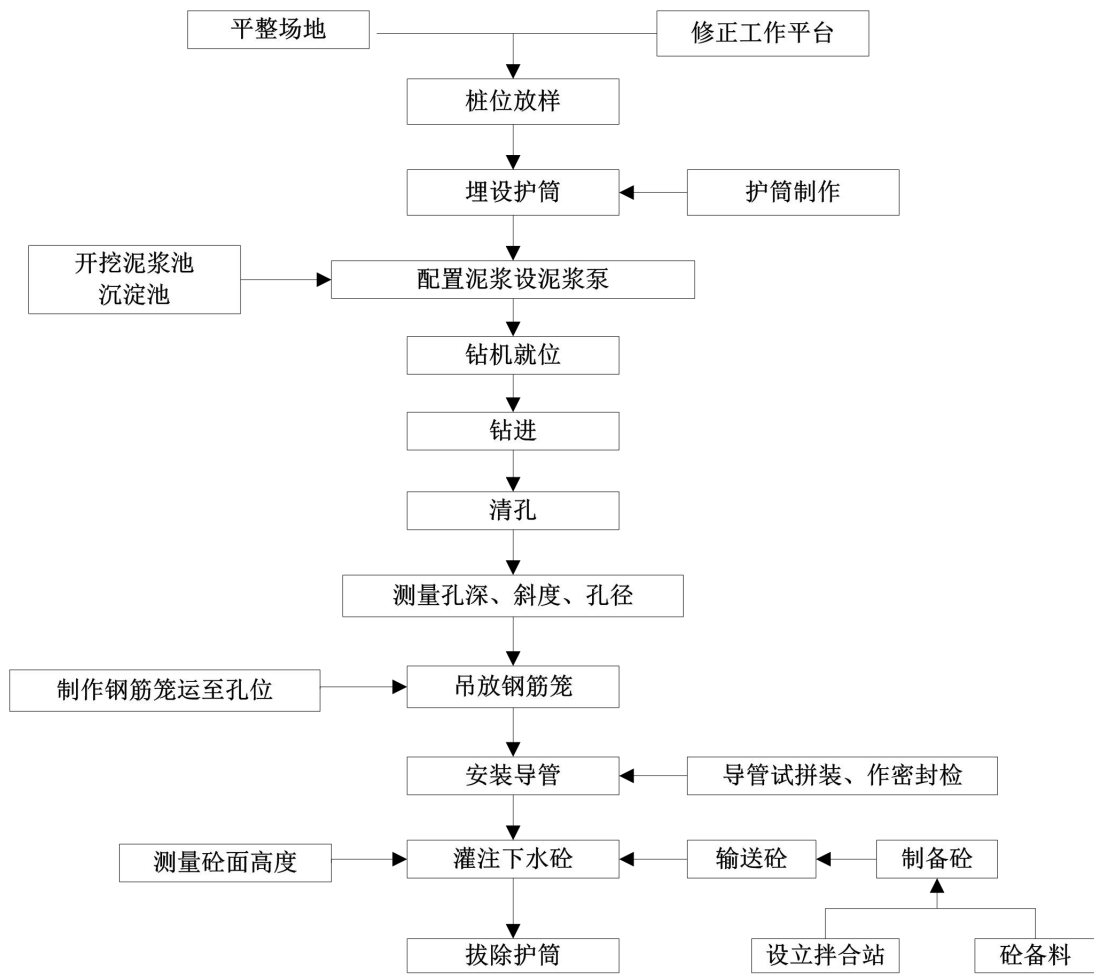 平整场地
修正工作平台
桩位放样
埋设护筒
护筒制作
开挖泥浆池
沉淀池
配置泥浆设泥浆泵
钻机就位
钻进
清孔
测量孔深、斜度、孔径
制作钢筋笼运至孔位
吊放钢筋笼
安装导管
导管试拼装、作密封检
测量砼面高度
灌注下水砼
输送砼
制备砼
拔除护筒
设立拌合站
砼备料